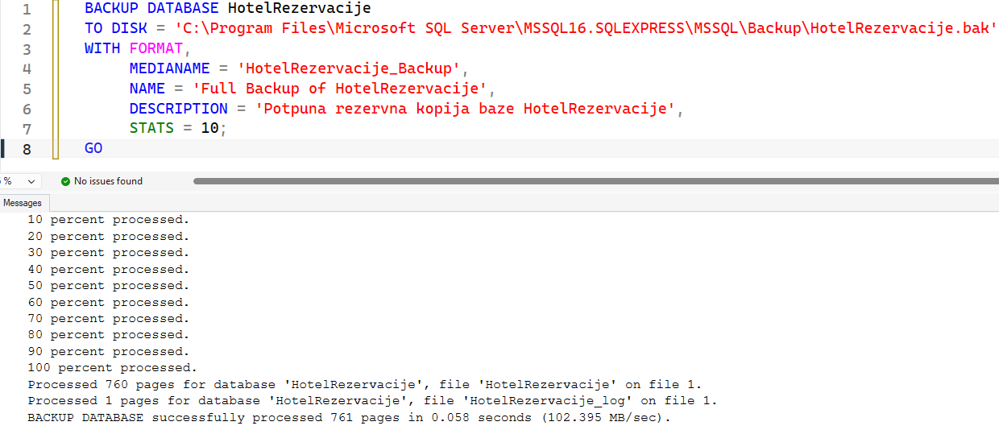 1 BACKUP DATABASE HotelRezervacije
2 TO DISK = 'C:\Program Files\Microsoft SQL Server\MSSQL16.SQLEXPRESS\MSSQL\Backup\HotelRezervacije.bak'
3 WITH FORMAT,
4 MEDIANAME = 'HotelRezervacije_Backup',
5 NAME = 'Full Backup of HotelRezervacije',
6 DESCRIPTION = 'Potpuna rezervna kopija baze HotelRezervacije',
7 STATS = 10;
8 GO
% No issues found
Messages
10 percent processed.
20 percent processed.
30 percent processed.
40 percent processed.
50 percent processed.
60 percent processed.
70 percent processed.
80 percent processed.
90 percent processed.
100 percent processed.
Processed 760 pages for database 'HotelRezervacije', file 'HotelRezervacije' on file 1.
Processed 1 pages for database 'HotelRezervacije', file 'HotelRezervacije_log' on file 1.
BACKUP DATABASE successfully processed 761 pages in 0.058 seconds (102.395 MB/sec).